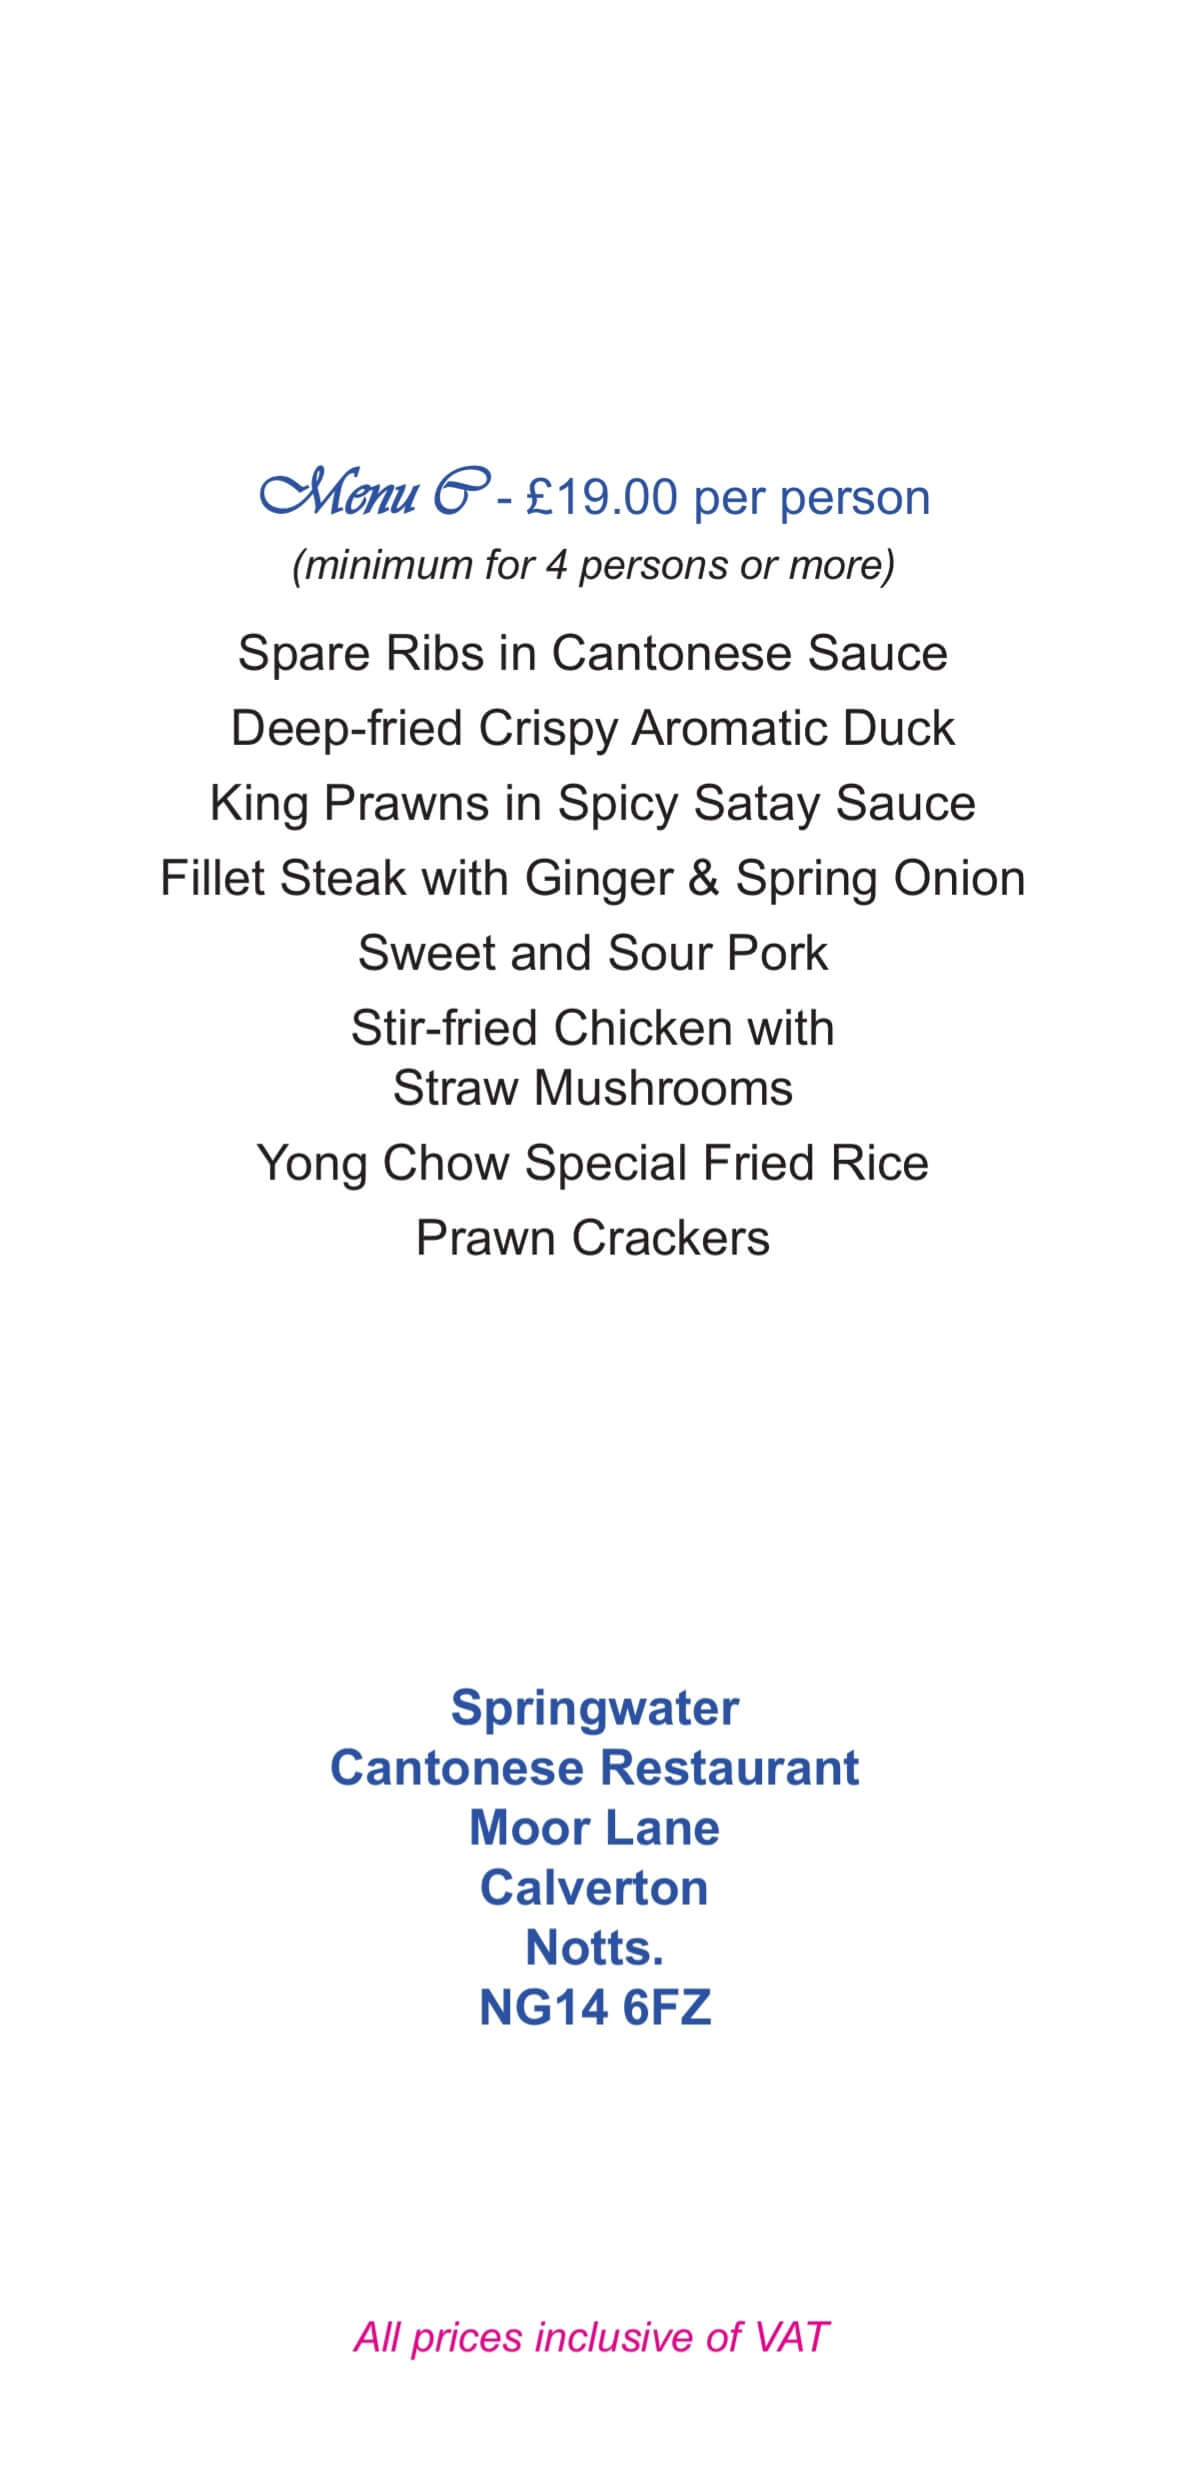 Menu C - £19.00 per person
(minimum for 4 persons or more)
Spare Ribs in Cantonese Sauce
Deep-fried Crispy Aromatic Duck
King Prawns in Spicy Satay Sauce
Fillet Steak with Ginger & Spring Onion
Sweet and Sour Pork
Stir-fried Chicken with
Straw Mushrooms
Yong Chow Special Fried Rice
Prawn Crackers
Springwater
Cantonese Restaurant
Moor Lane
Calverton
Notts.
NG14 6FZ
All prices inclusive of VAT